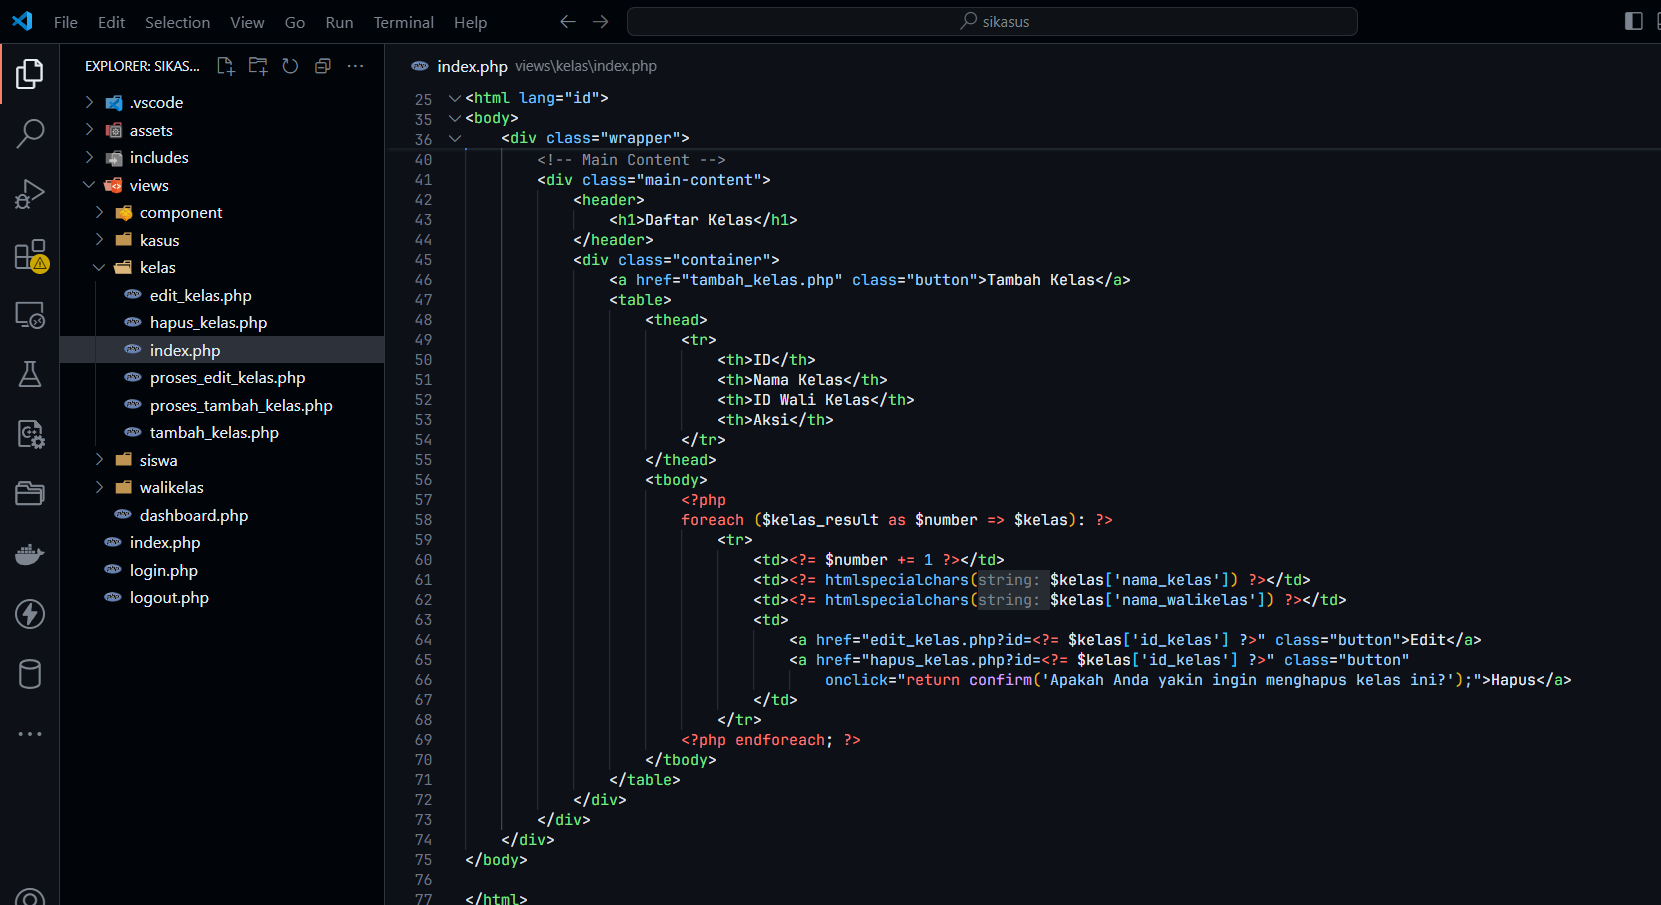 File Edit Selection View Go Run Terminal Help
sikasus
EXPLORER: SIKAS...
.vscode
assets
includes
views
component
kasus
kelas
edit_kelas.php
hapus_kelas.php
index.php
proses_edit_kelas.php
proses_tambah_kelas.php
tambah_kelas.php
siswa
walikelas
dashboard.php
index.php
login.php
logout.php
index.php views\kelas\index.php
25 <html lang="id">
35 <body>
36 <div class="wrapper">
40 <!-- Main Content -->
41 <div class="main-content">
42 <header>
43 <h1>Daftar Kelas</h1>
44 </header>
45 <div class="container">
46 <a href="tambah_kelas.php" class="button">Tambah Kelas</a>
47 <table>
48 <thead>
49 <tr>
50 <th>ID</th>
51 <th>Nama Kelas</th>
52 <th>ID Wali Kelas</th>
53 <th>Aksi</th>
54 </tr>
55 </thead>
56 <tbody>
57 <?php
58 foreach ($kelas_result as $number => $kelas): ?>
59 <tr>
60 <td><?= $number += 1 ?></td>
61 <td><?= htmlspecialchars(string: $kelas['nama_kelas']) ?></td>
62 <td><?= htmlspecialchars(string: $kelas['nama_walikelas']) ?></td>
63 <td>
64 <a href="edit_kelas.php?id=<?= $kelas['id_kelas'] ?>" class="button">Edit</a>
65 <a href="hapus_kelas.php?id=<?= $kelas['id_kelas'] ?>" class="button"
66 onclick="return confirm('Apakah Anda yakin ingin menghapus kelas ini?');">Hapus</a>
67 </td>
68 </tr>
69 <?php endforeach; ?>
70 </tbody>
71 </table>
72 </div>
73 </div>
74 </div>
75 </body>
76
77 </html>